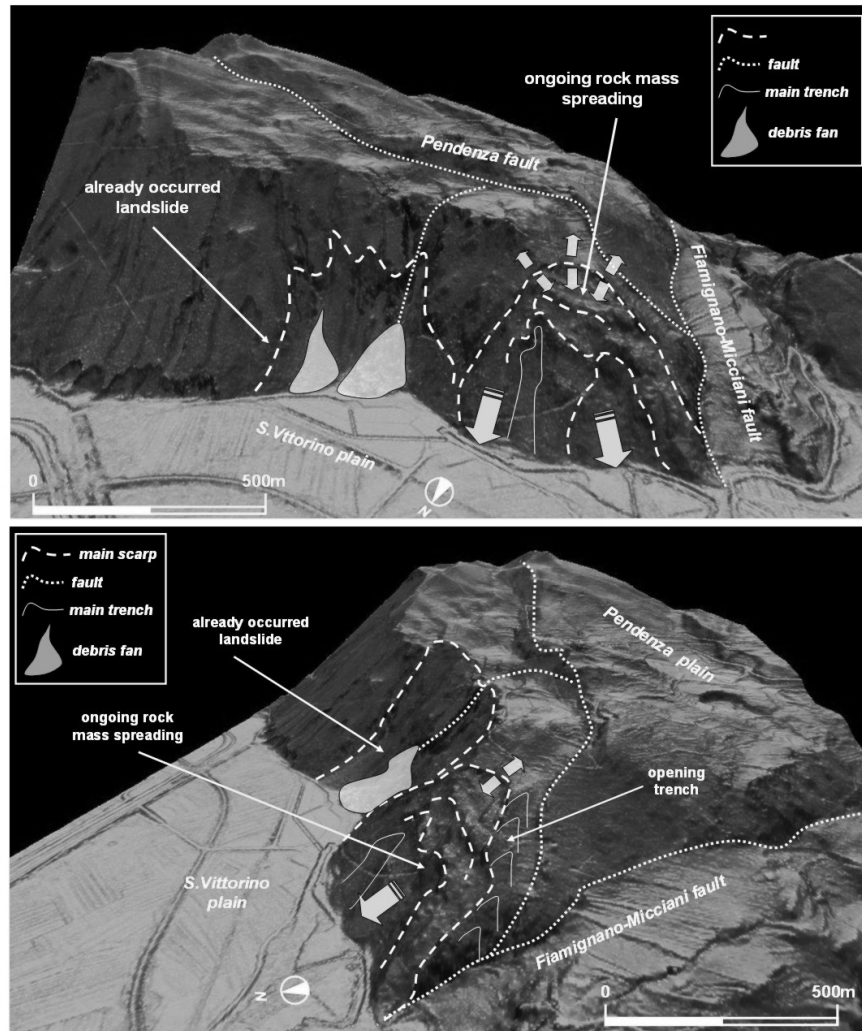 fault
main trench
debris fan
ongoing rock mass
spreading
Pendenza fault
already occurred
landslide
Fiamignano-Micciani fault
S.Vttorino plain
0
500m
N
main scarp
fault
main trench
debris fan
already occurred
landslide
Pendenza plain
ongoing rock
mass spreading
opening
trench
S.Vittorino
plain
Fiamignano-Micciani fault
N
0
500m